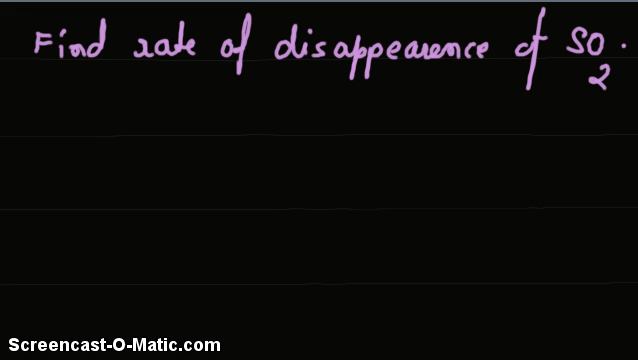 Find rate of disappearence of SO2.
Screencast-O-Matic.com